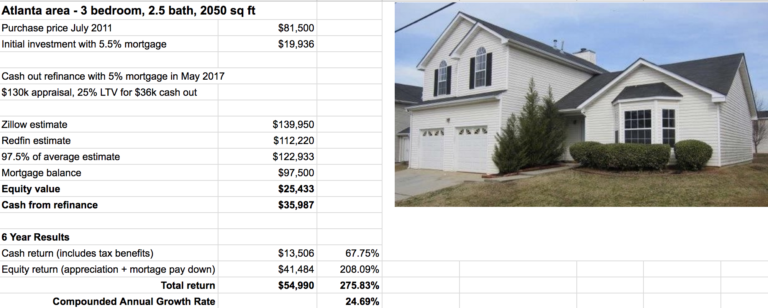 Atlanta area - 3 bedroom, 2.5 bath, 2050 sq ft
Purchase price July 2011 $81,500
Initial investment with 5.5% mortgage $19,936
Cash out refinance with 5% mortgage in May 2017
$130k appraisal, 25% LTV for $36k cash out
Zillow estimate $139,950
Redfin estimate $112,220
97.5% of average estimate $122,933
Mortgage balance $97,500
Equity value $25,433
Cash from refinance $35,987
6 Year Results
Cash return (includes tax benefits) $13,506 67.75%
Equity return (appreciation + mortage pay down) $41,484 208.09%
Total return $54,990 275.83%
Compounded Annual Growth Rate 24.69%